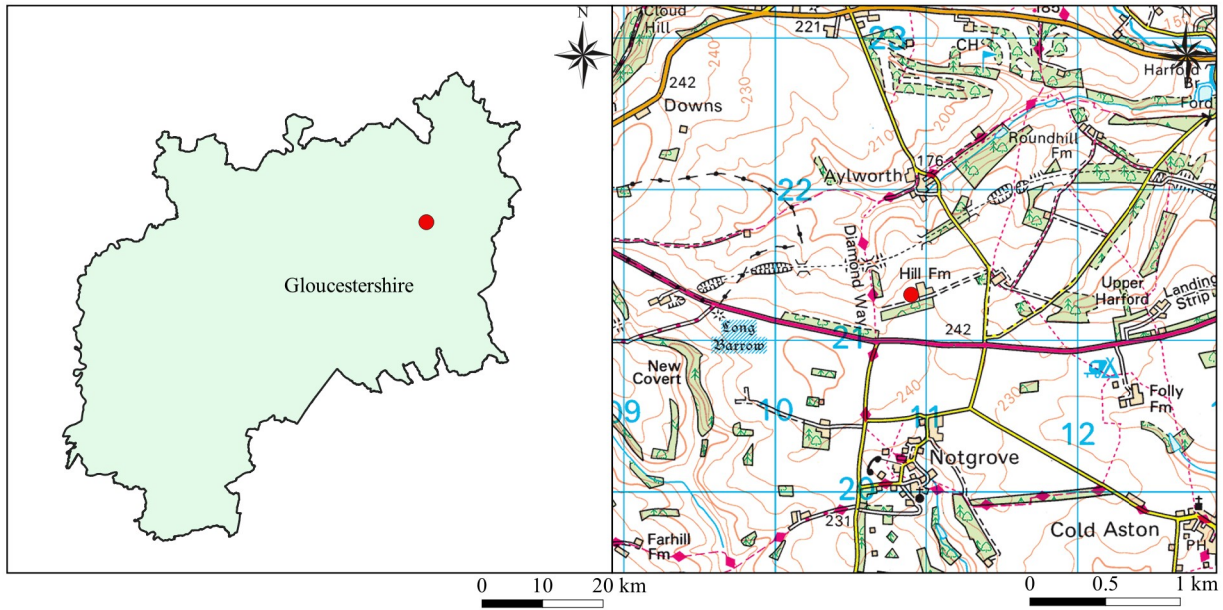 N
Gloucestershire
0 10 20 km
Cloud
Hill
221
23
CH
185
150
N
Harford
Br
Ford
240
230
242
Downs
200
210
Roundhill
Fm
176
Aylworth
190
22
Diamond Way
Hill Fm
Upper
Harford
Landing
Strip
Long
Barrow
21
242
New
Covert
240
230
Folly
Fm
09
10
11
12
Notgrove
20
231
Farhill
Fm
Cold Aston
PH
0 0.5 1 km